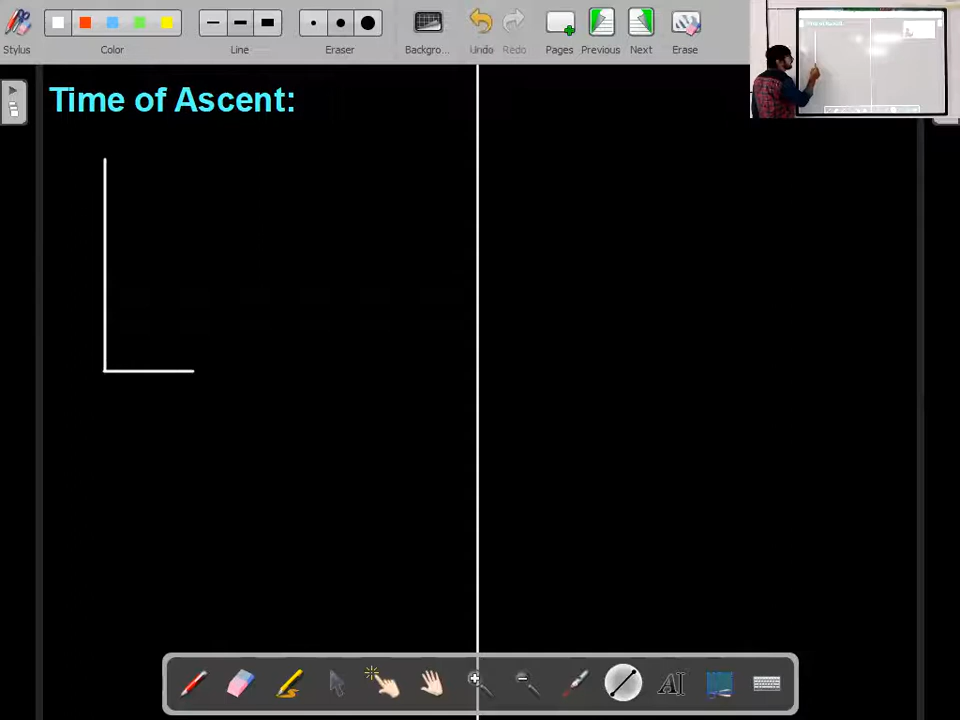 Stylus
Color
Line
Eraser
Backgro...
Undo
Redo
Pages
Previous
Next
Erase
Time of Ascent: